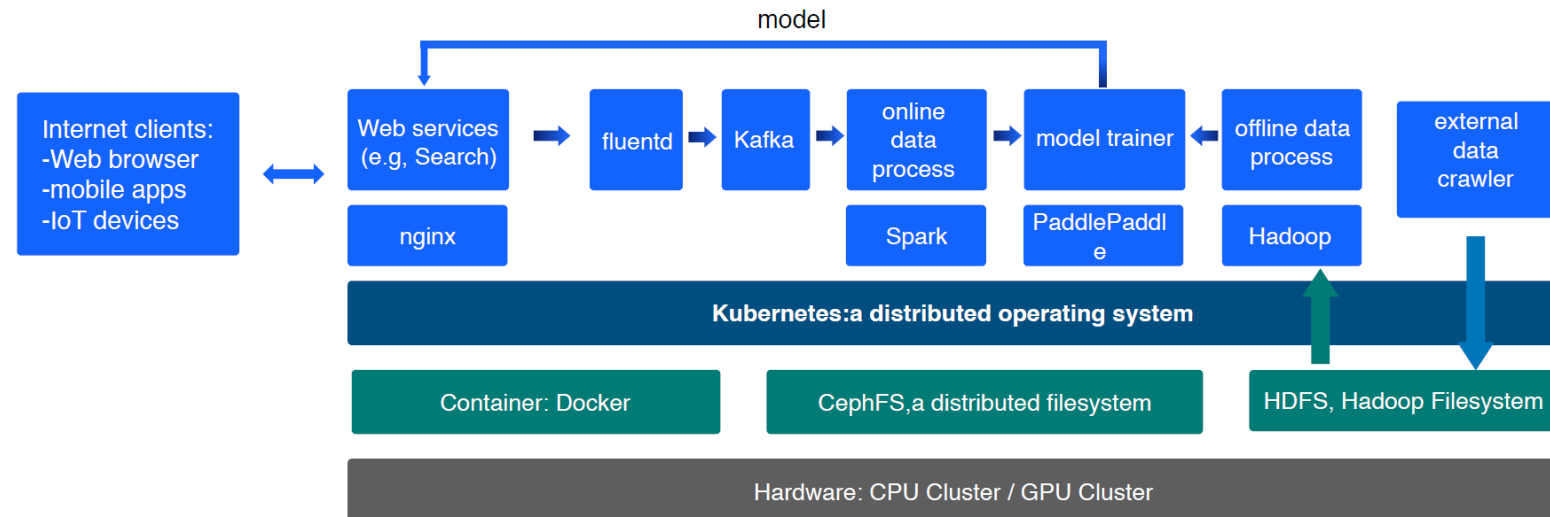 model
Internet clients:
-Web browser
-mobile apps
-IoT devices
Web services
(e.g, Search)
fluentd
Kafka
online
data
process
model trainer
offline data
process
external
data
crawler
nginx
Spark
PaddlePaddl
e
Hadoop
Kubernetes:a distributed operating system
Container: Docker
CephFS,a distributed filesystem
HDFS, Hadoop Filesystem
Hardware: CPU Cluster / GPU Cluster